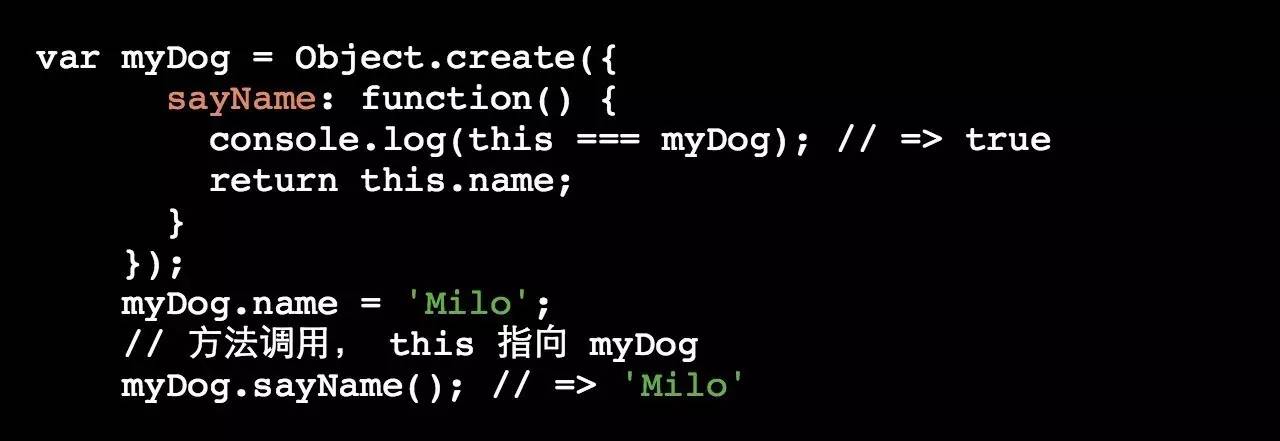 var myDog = Object.create({
sayName: function() {
console.log(this === myDog); // => true
return this.name;
}
});
myDog.name = 'Milo';
// 方法调用， this 指向 myDog
myDog.sayName(); // => 'Milo'